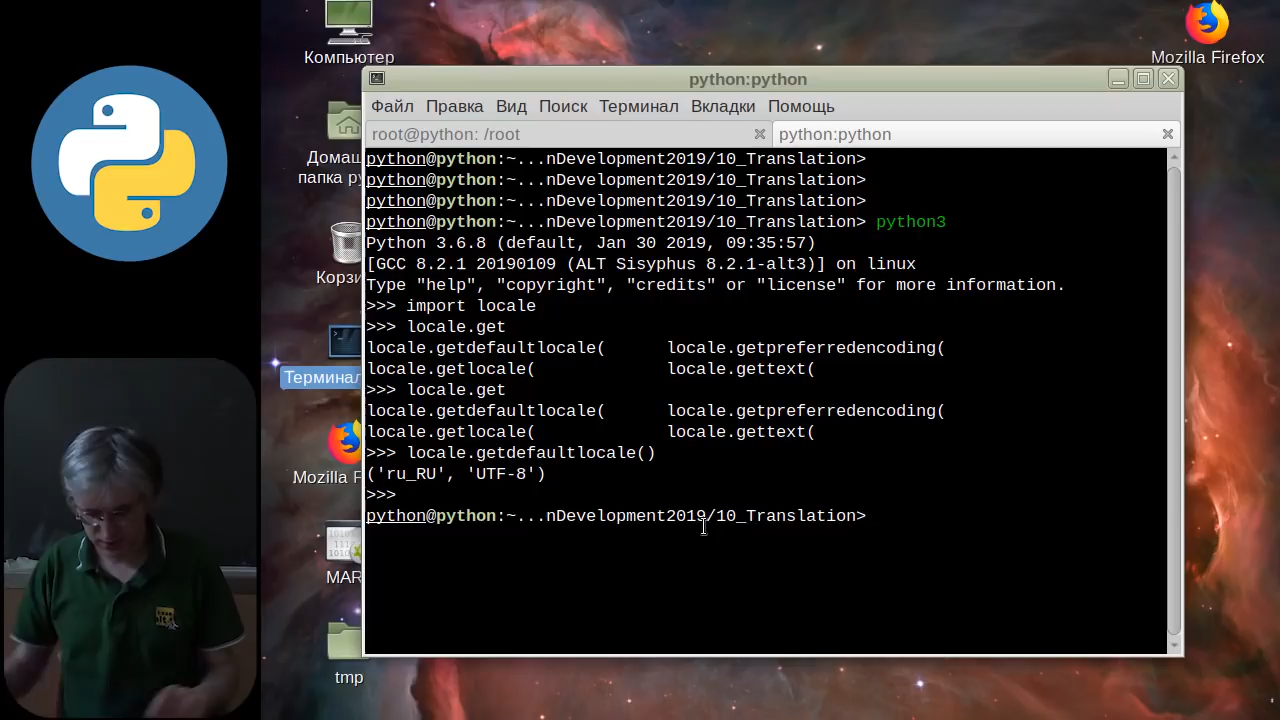 Компьютер
Mozilla Firefox
python:python
Файл Правка Вид Поиск Терминал Вкладки Помощь
root@python: /root
python:python
python@python:~...nDevelopment2019/10_Translation>
python@python:~...nDevelopment2019/10_Translation>
python@python:~...nDevelopment2019/10_Translation>
python@python:~...nDevelopment2019/10_Translation> python3
Python 3.6.8 (default, Jan 30 2019, 09:35:57)
[GCC 8.2.1 20190109 (ALT Sisyphus 8.2.1-alt3)] on linux
Type "help", "copyright", "credits" or "license" for more information.
>>> import locale
>>> locale.get
locale.getdefaultlocale( locale.getpreferredencoding(
locale.getlocale( locale.gettext(
>>> locale.get
locale.getdefaultlocale( locale.getpreferredencoding(
locale.getlocale( locale.gettext(
>>> locale.getdefaultlocale()
('ru_RU', 'UTF-8')
>>>
python@python:~...nDevelopment2019/10_Translation>
Домаш
папка ру
Корзи
Терминал
Mozilla F
MAR
tmp